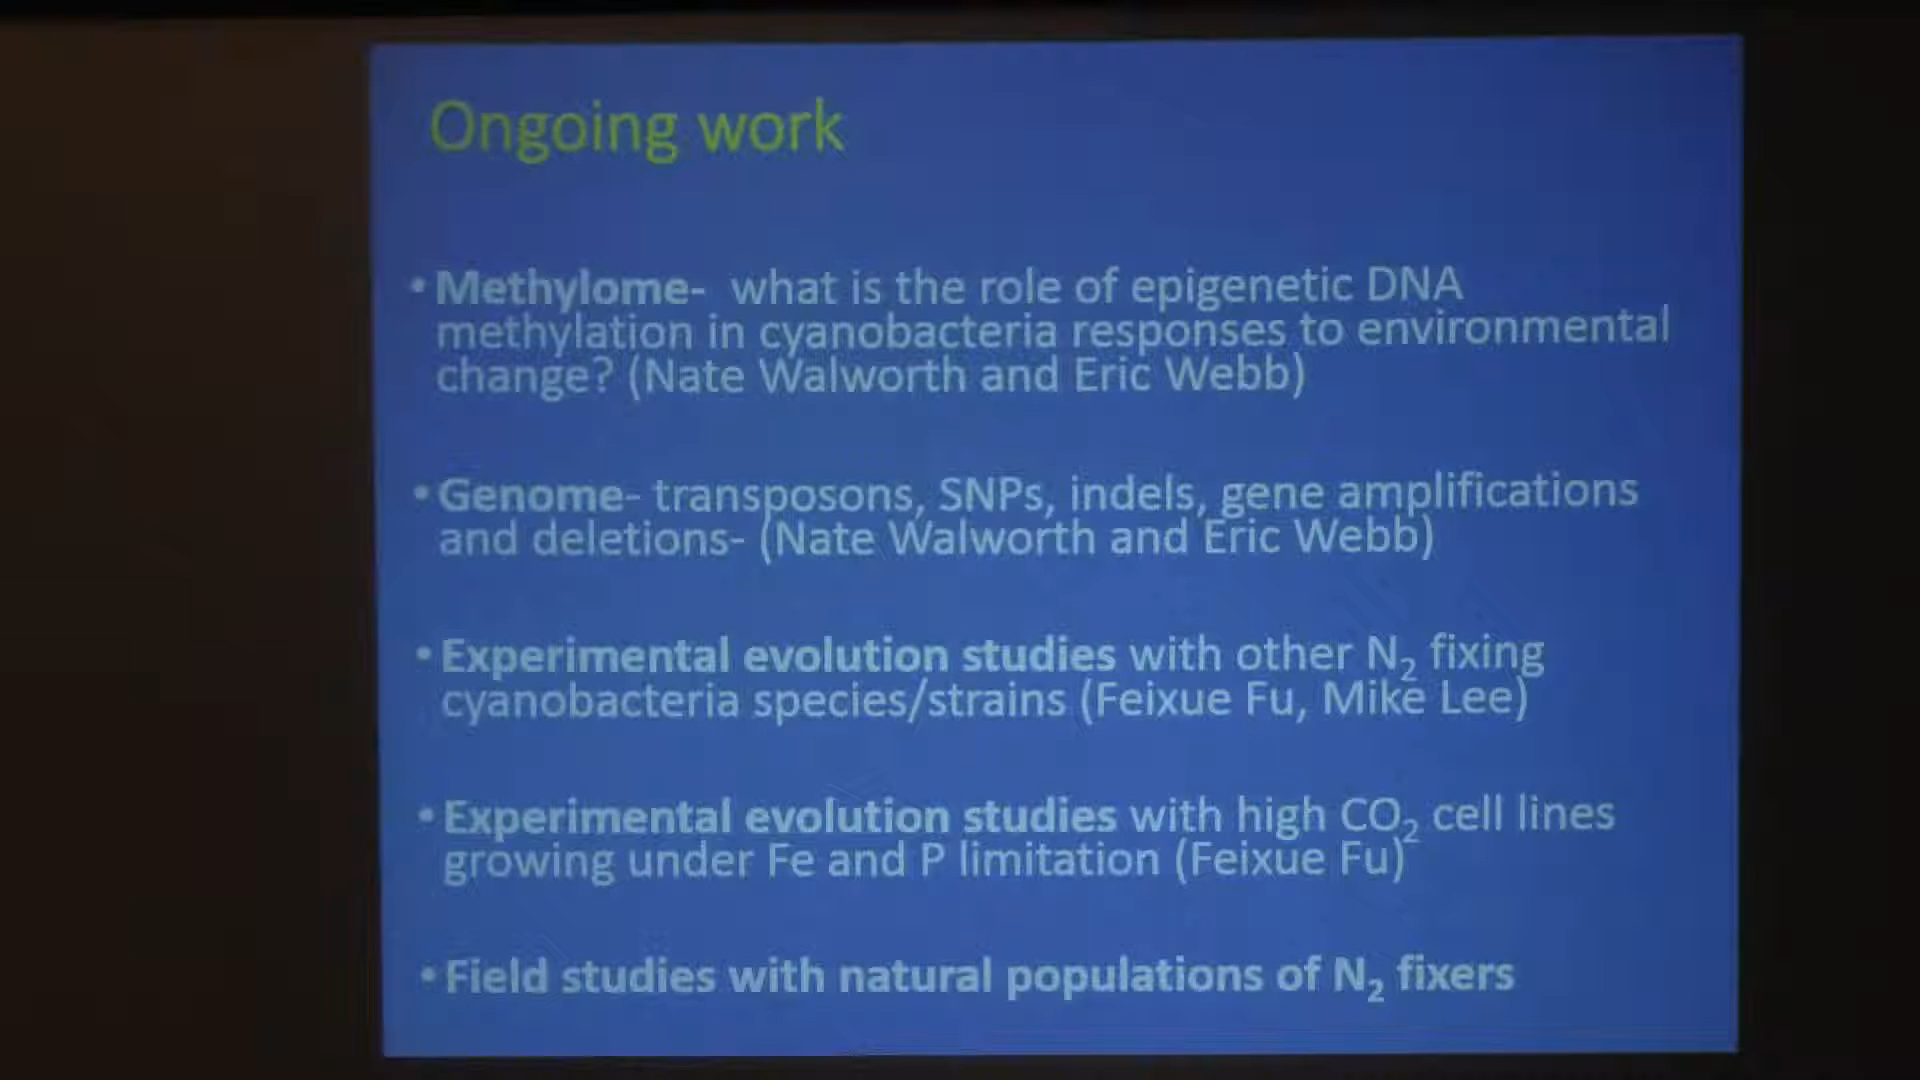 Ongoing work
• Methylome- what is the role of epigenetic DNA
methylation in cyanobacteria responses to environmental
change? (Nate Walworth and Eric Webb)
• Genome- transposons, SNPs, indels, gene amplifications
and deletions- (Nate Walworth and Eric Webb)
• Experimental evolution studies with other N₂ fixing
cyanobacteria species/strains (Feixue Fu, Mike Lee)
• Experimental evolution studies with high CO₂ cell lines
growing under Fe and P limitation (Feixue Fu)
• Field studies with natural populations of N₂ fixers